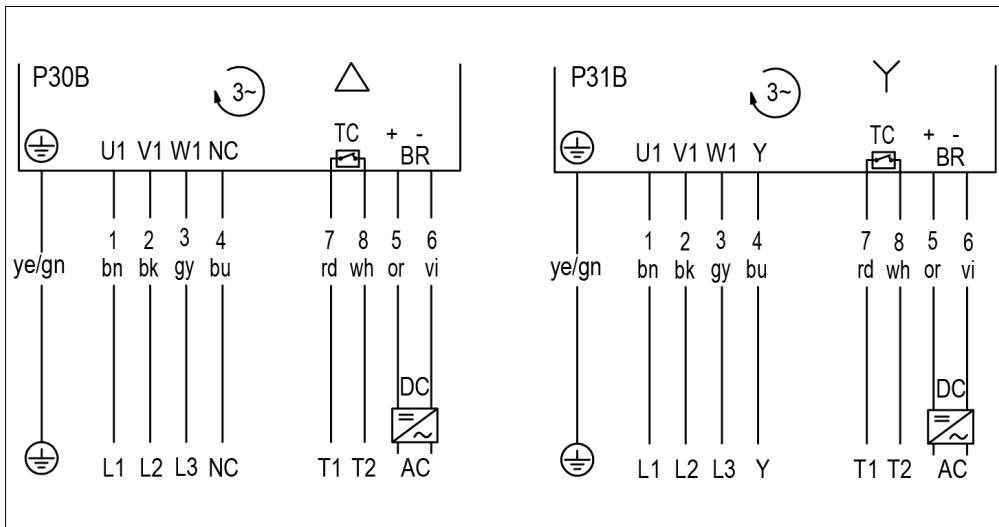 P30B 3~
TC + -
U1 V1 W1 NC BR
1 2 3 4 7 8 5 6
ye/gn bn bk gy bu rd wh or vi
DC
L1 L2 L3 NC T1 T2 AC
P31B 3~
TC + -
U1 V1 W1 Y BR
1 2 3 4 7 8 5 6
ye/gn bn bk gy bu rd wh or vi
DC
L1 L2 L3 Y T1 T2 AC